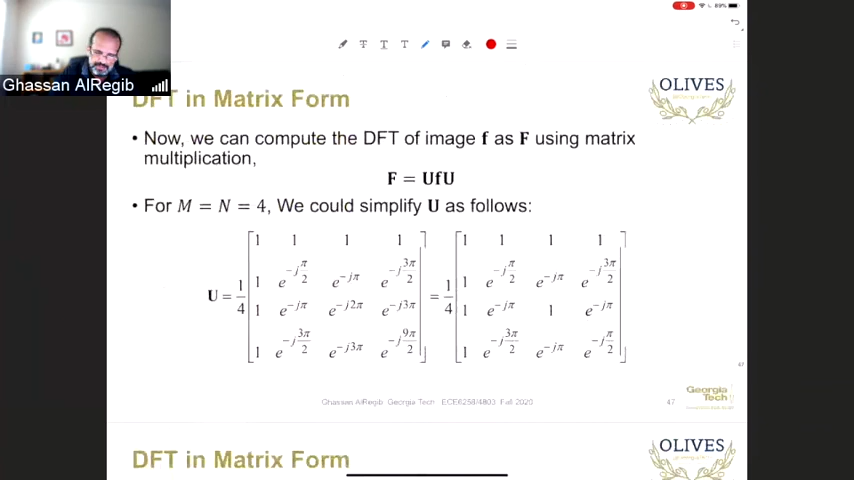 89%
Ghassan AlRegib
DFT in Matrix Form
OLIVES
• Now, we can compute the DFT of image f as F using matrix
multiplication,
F = UfU
• For M = N = 4, We could simplify U as follows:
U = 1/4 [1 1 1 1; 1 e^{-jπ/2} e^{-jπ} e^{-j3π/2}; 1 e^{-jπ} e^{-j2π} e^{-j3π}; 1 e^{-j3π/2} e^{-j3π} e^{-j9π/2}] = 1/4 [1 1 1 1; 1 e^{-jπ/2} e^{-jπ} e^{-j3π/2}; 1 e^{-jπ} 1 e^{-jπ}; 1 e^{-j3π/2} e^{-jπ} e^{-jπ/2}]
47
Ghassan AlRegib Georgia Tech ECE6258/4803 Fall 2020
47
Georgia
Tech
DFT in Matrix Form
OLIVES